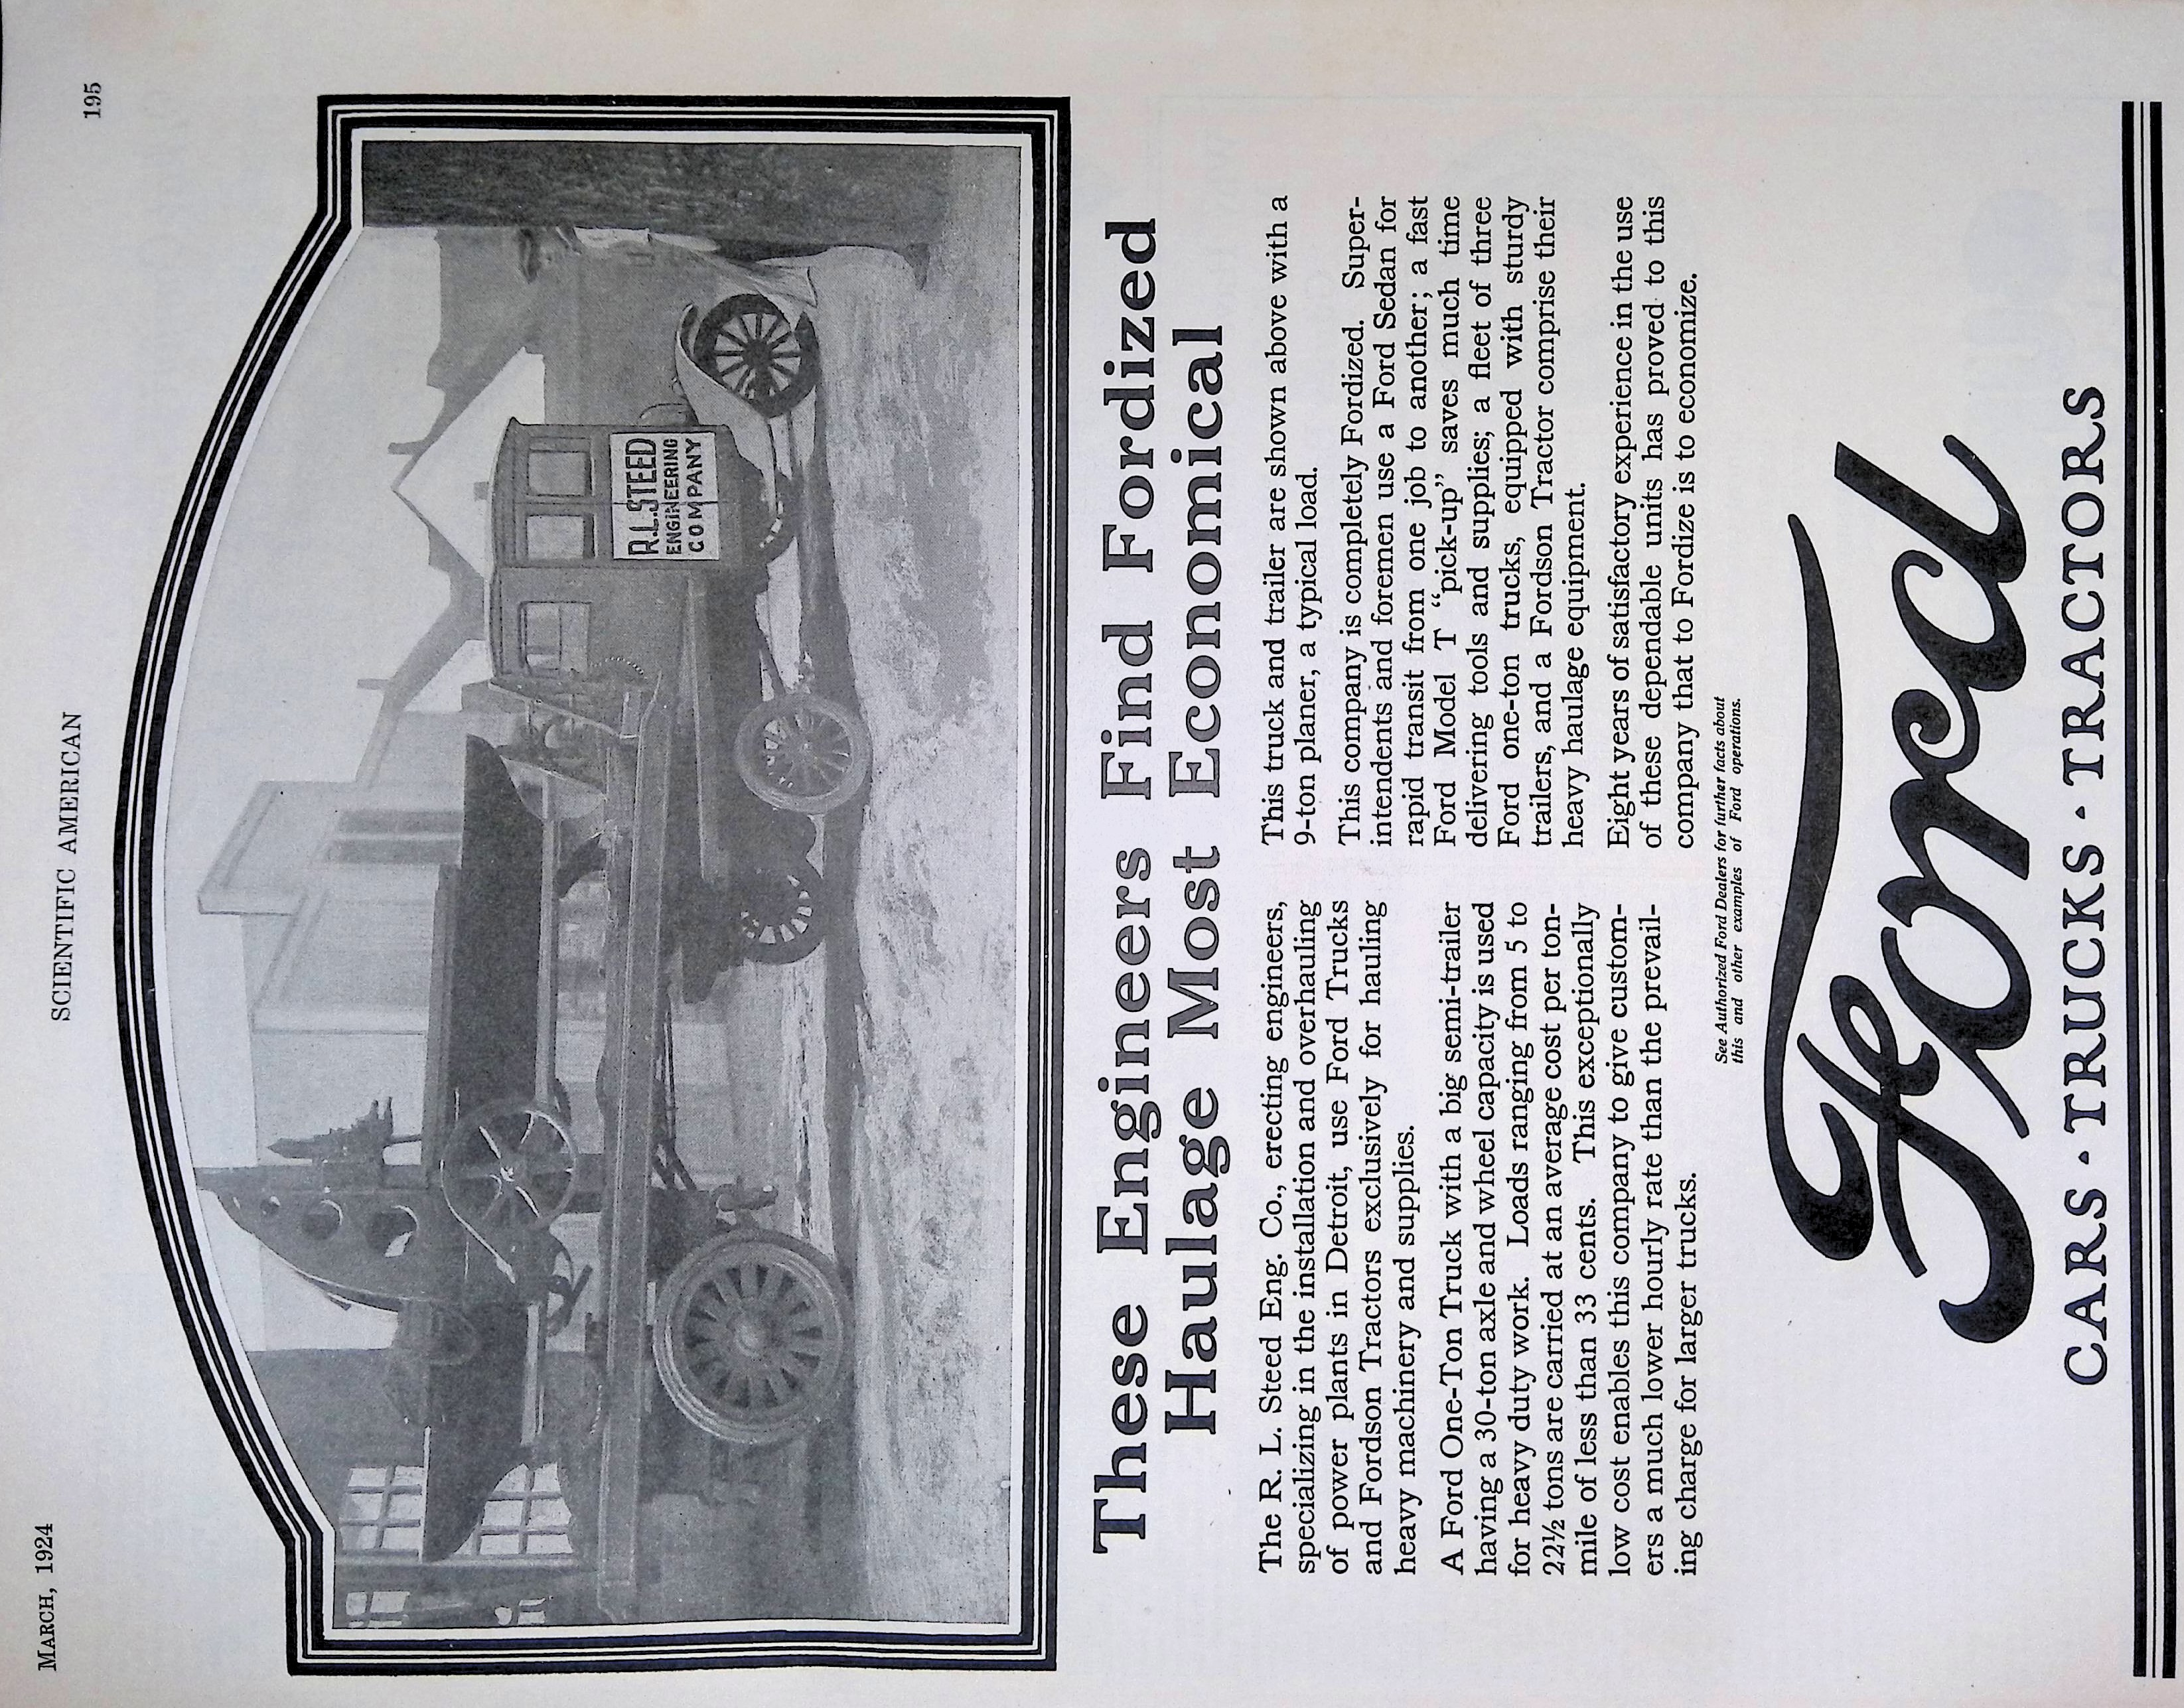 MARCH, 1924
SCIENTIFIC AMERICAN
195
R.L.STEED
ENGINEERING
COMPANY
These Engineers Find Fordized
Haulage Most Economical
The R. L. Steed Eng. Co., erecting engineers,
specializing in the installation and overhauling
of power plants in Detroit, use Ford Trucks
and Fordson Tractors exclusively for hauling
heavy machinery and supplies.
A Ford One-Ton Truck with a big semi-trailer
having a 30-ton axle and wheel capacity is used
for heavy duty work. Loads ranging from 5 to
22½ tons are carried at an average cost per ton-
mile of less than 33 cents. This exceptionally
low cost enables this company to give custom-
ers a much lower hourly rate than the prevail-
ing charge for larger trucks.
This truck and trailer are shown above with a
9-ton planer, a typical load.
This company is completely Fordized. Super-
intendents and foremen use a Ford Sedan for
rapid transit from one job to another; a fast
Ford Model T “pick-up” saves much time
delivering tools and supplies; a fleet of three
Ford one-ton trucks, equipped with sturdy
trailers, and a Fordson Tractor comprise their
heavy haulage equipment.
Eight years of satisfactory experience in the use
of these dependable units has proved to this
company that to Fordize is to economize.
See Authorized Ford Dealers for further facts about
this and other examples of Ford operations.
Ford
CARS · TRUCKS · TRACTORS